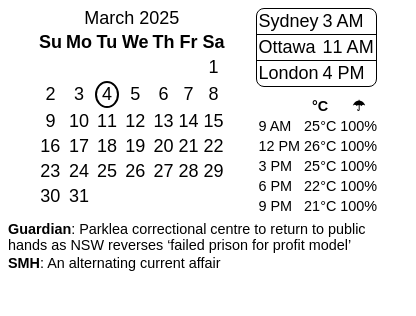 March 2025
Su Mo Tu We Th Fr Sa
1
2 3 4 5 6 7 8
9 10 11 12 13 14 15
16 17 18 19 20 21 22
23 24 25 26 27 28 29
30 31
Sydney 3 AM
Ottawa 11 AM
London 4 PM
°C ☂
9 AM 25°C 100%
12 PM 26°C 100%
3 PM 25°C 100%
6 PM 22°C 100%
9 PM 21°C 100%
Guardian: Parklea correctional centre to return to public
hands as NSW reverses ‘failed prison for profit model’
SMH: An alternating current affair